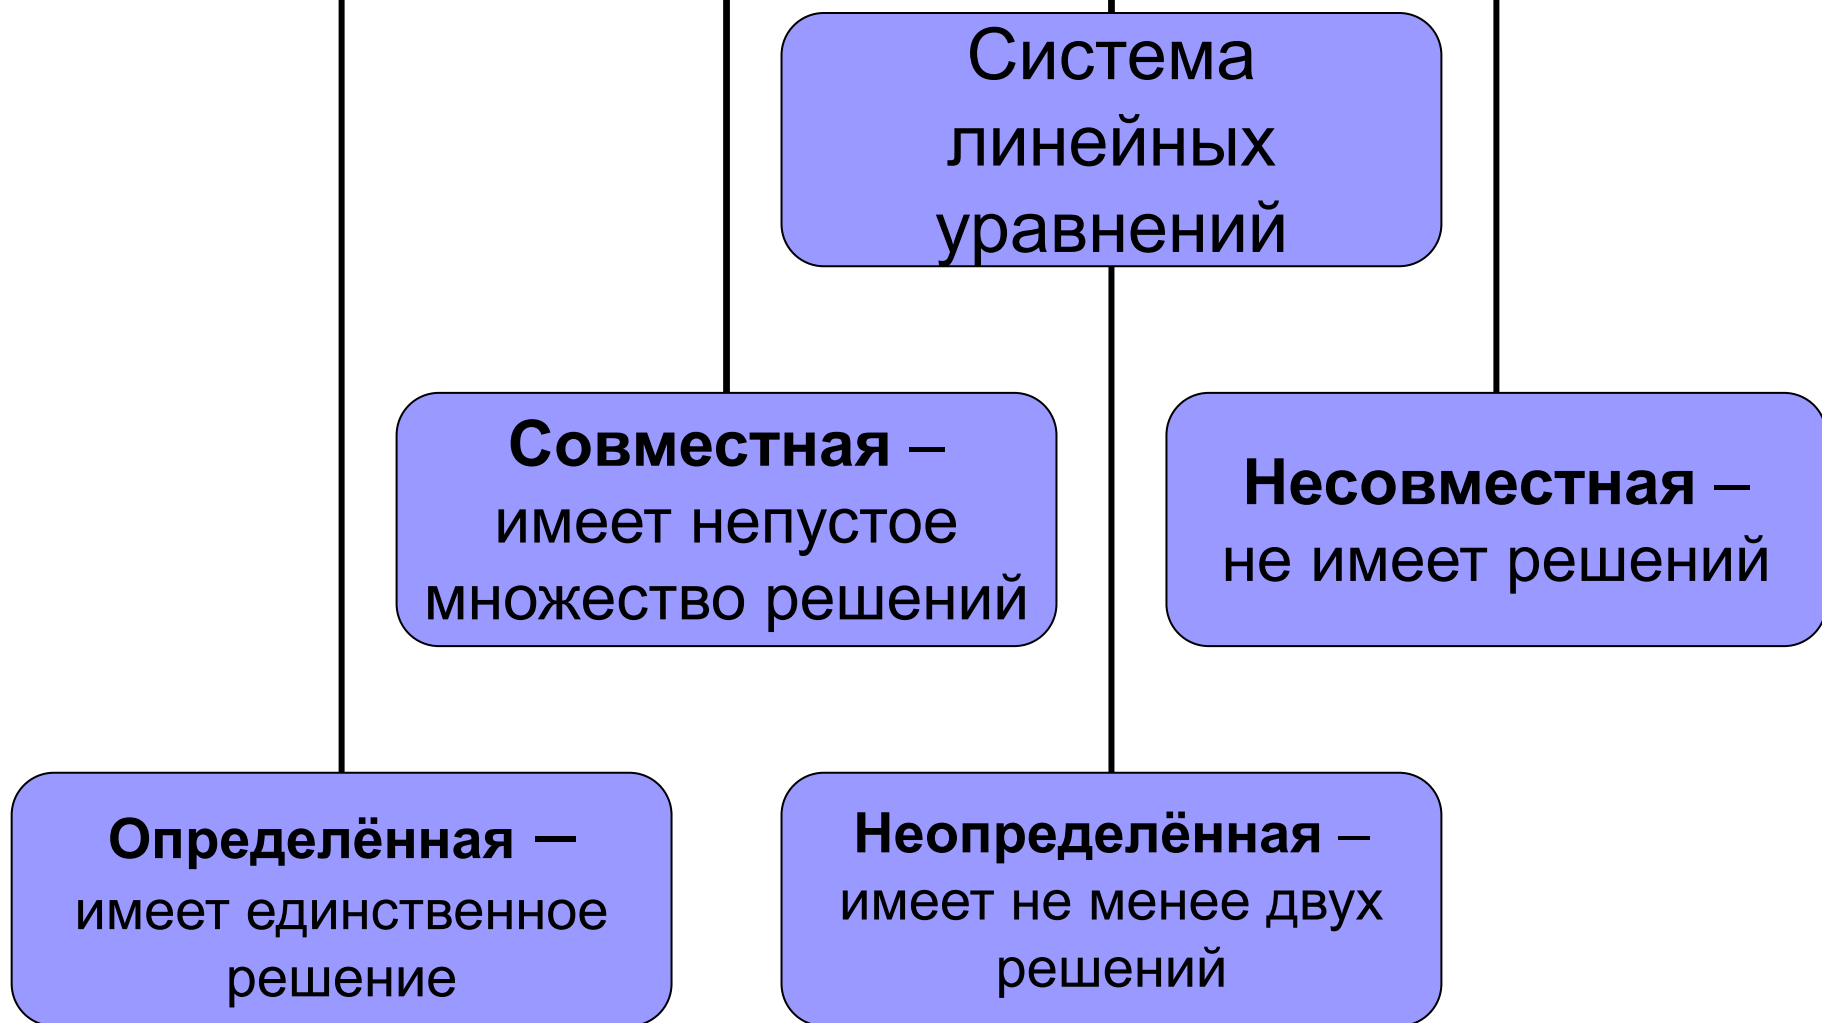 Система
линейных
уравнений
Совместная –
имеет непустое
множество решений
Несовместная –
не имеет решений
Определённая —
имеет единственное
решение
Неопределённая –
имеет не менее двух
решений